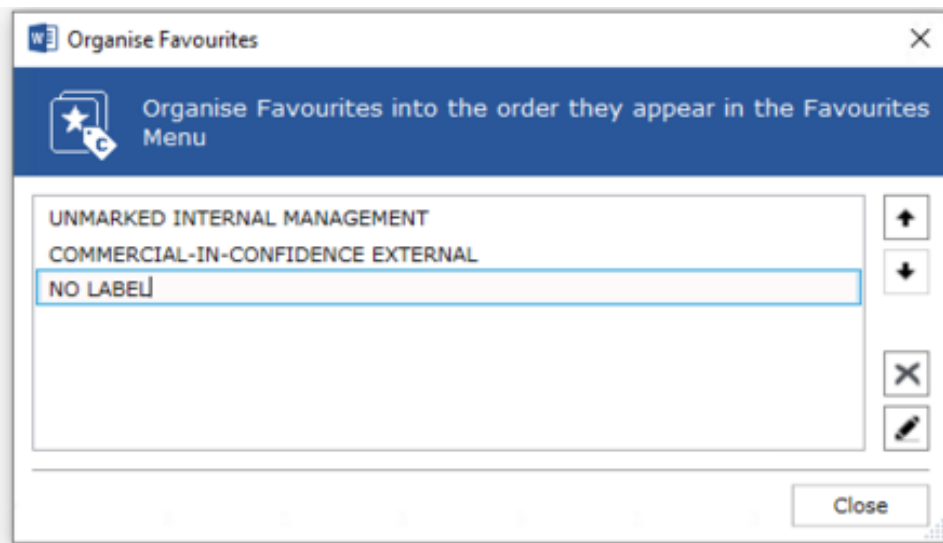 Organise Favourites
Organise Favourites into the order they appear in the Favourites
Menu
UNMARKED INTERNAL MANAGEMENT
COMMERCIAL-IN-CONFIDENCE EXTERNAL
NO LABEL
Close